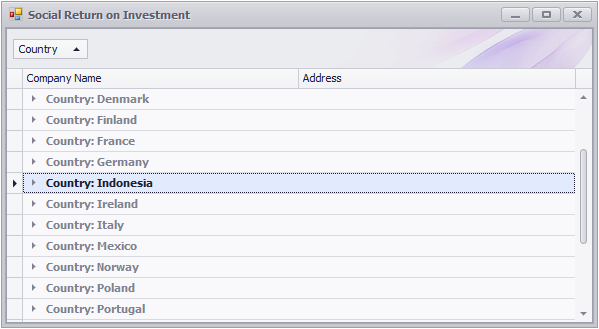 Social Return on Investment
Country
Company Name Address
Country: Denmark
Country: Finland
Country: France
Country: Germany
Country: Indonesia
Country: Ireland
Country: Italy
Country: Mexico
Country: Norway
Country: Poland
Country: Portugal